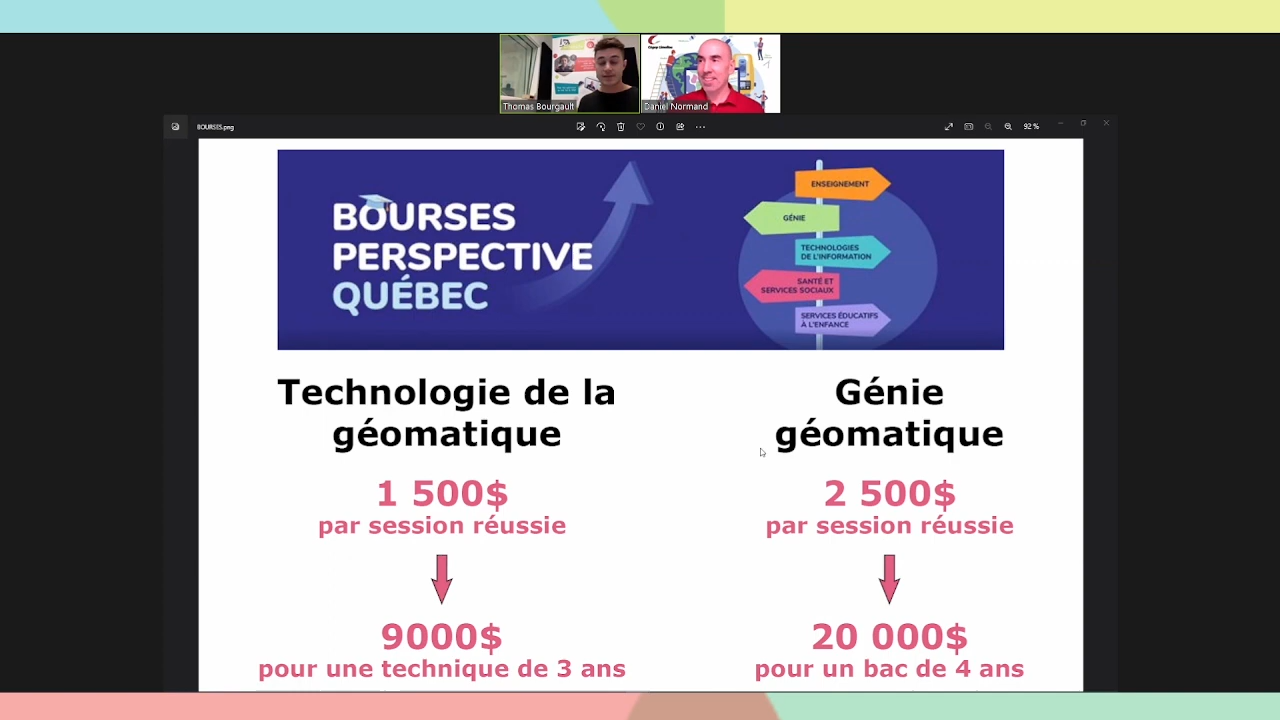 Cégep Limoilou
Thomas Bourgault
Daniel Normand
BOURSES.png
92 %
BOURSES
PERSPECTIVE
QUÉBEC
ENSEIGNEMENT
GÉNIE
TECHNOLOGIES
DE L'INFORMATION
SANTÉ ET
SERVICES SOCIAUX
SERVICES ÉDUCATIFS
À L'ENFANCE
Technologie de la
géomatique
1 500$
par session réussie
9000$
pour une technique de 3 ans
Génie
géomatique
2 500$
par session réussie
20 000$
pour un bac de 4 ans